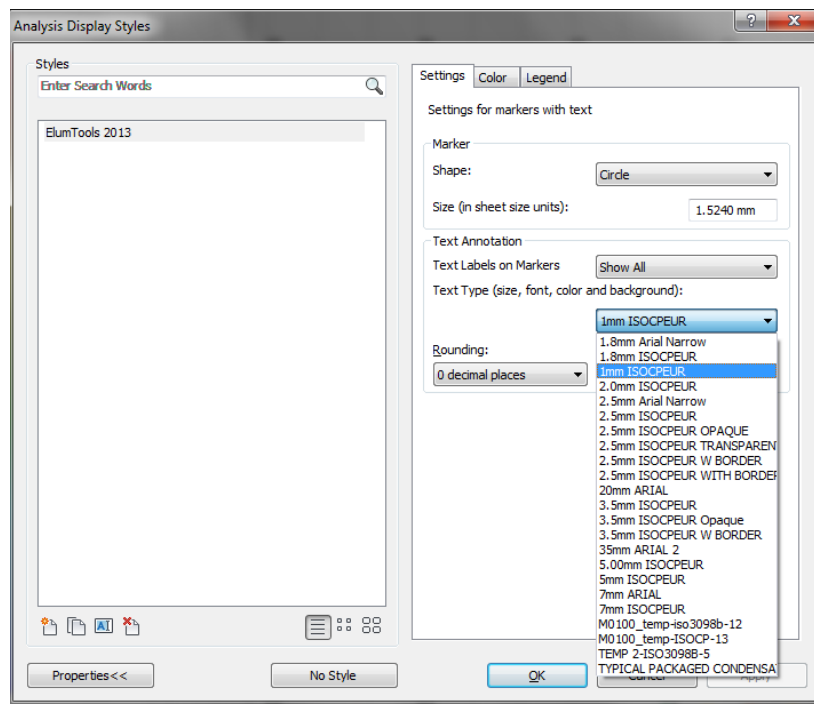 Analysis Display Styles
Styles
Enter Search Words
ElumTools 2013
Properties<<
No Style
Settings
Color
Legend
Settings for markers with text
Marker
Shape:
Circle
Size (in sheet size units):
1.5240 mm
Text Annotation
Text Labels on Markers
Show All
Text Type (size, font, color and background):
1mm ISOCPEUR
Rounding:
0 decimal places
1.8mm Arial Narrow
1.8mm ISOCPEUR
1mm ISOCPEUR
2.0mm ISOCPEUR
2.5mm Arial Narrow
2.5mm ISOCPEUR
2.5mm ISOCPEUR OPAQUE
2.5mm ISOCPEUR TRANSPAREN
2.5mm ISOCPEUR W BORDER
2.5mm ISOCPEUR WITH BORDER
20mm ARIAL
3.5mm ISOCPEUR
3.5mm ISOCPEUR Opaque
3.5mm ISOCPEUR W BORDER
35mm ARIAL 2
5.00mm ISOCPEUR
5mm ISOCPEUR
7mm ARIAL
7mm ISOCPEUR
M0100_temp-iso3098b-12
M0100_temp-ISOCP-13
TEMP 2-ISO3098B-5
TYPICAL PACKAGED CONDENSA
OK
Cancel
Apply